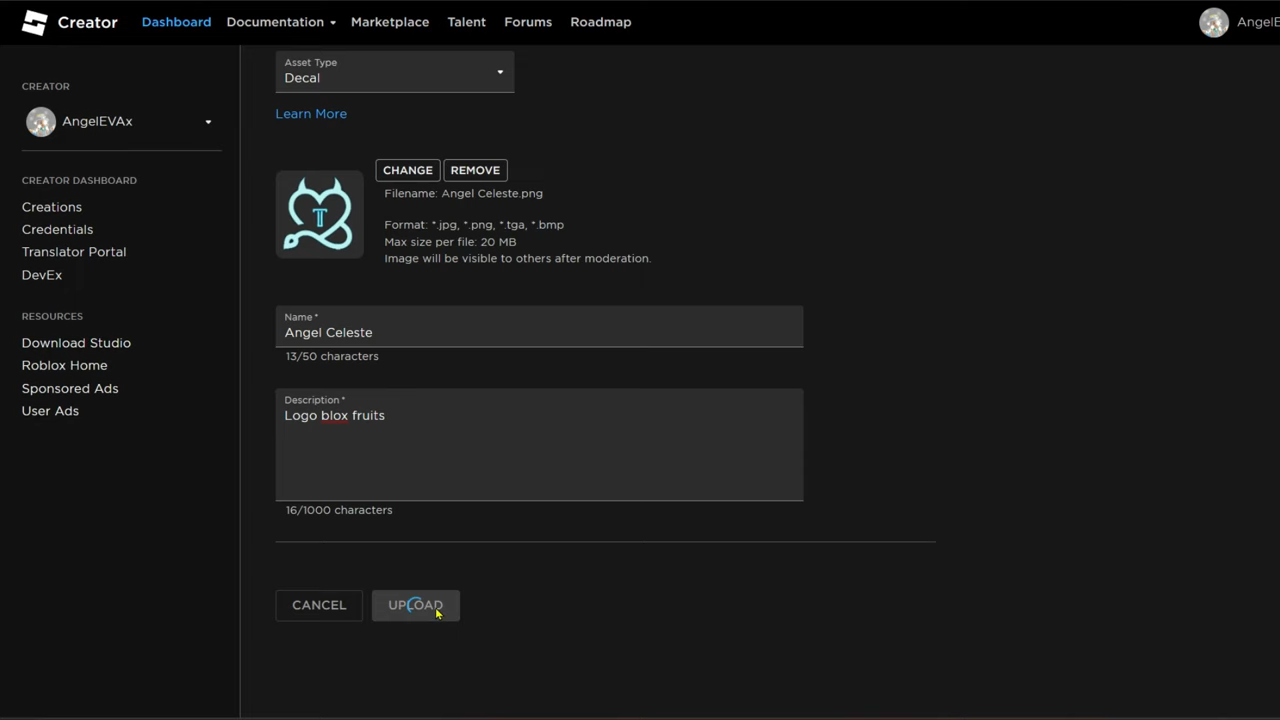 Creator
Dashboard
Documentation
Marketplace
Talent
Forums
Roadmap
AngelE
CREATOR
AngelEVAx
CREATOR DASHBOARD
Creations
Credentials
Translator Portal
DevEx
RESOURCES
Download Studio
Roblox Home
Sponsored Ads
User Ads
Asset Type
Decal
Learn More
T
CHANGE REMOVE
Filename: Angel Celeste.png
Format: *.jpg, *.png, *.tga, *.bmp
Max size per file: 20 MB
Image will be visible to others after moderation.
Name*
Angel Celeste
13/50 characters
Description*
Logo blox fruits
16/1000 characters
CANCEL UPLOAD